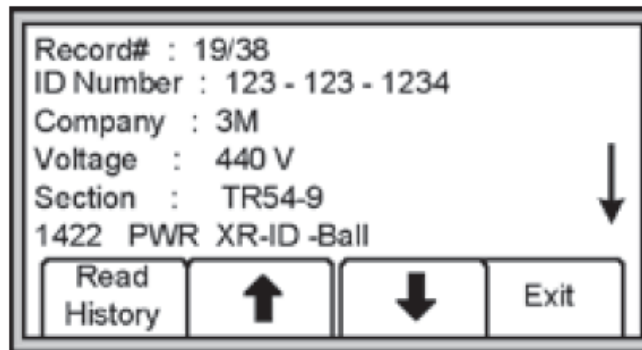 Record# : 19/38
ID Number : 123 - 123 - 1234
Company : 3M
Voltage : 440 V
Section : TR54-9
1422 PWR XR-ID -Ball
Read
History
Exit